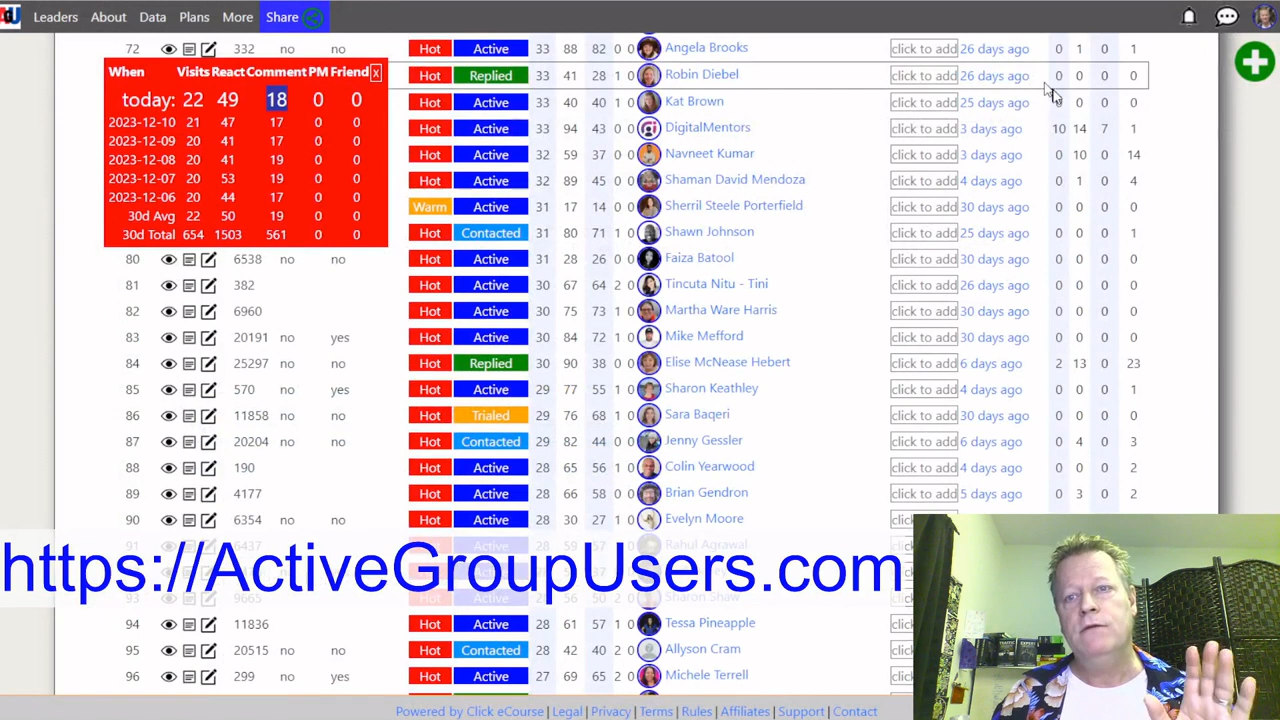 Leaders About Data Plans More Share
72 332 no no Hot Active 33 88 82 0 0 Angela Brooks click to add 26 days ago 0 1 0 1
When Visits React Comment PM Friend X
Hot Replied 33 41 28 1 0 Robin Diebel click to add 26 days ago 0 0 0 0
today: 22 49 18 0 0
Hot Active 33 40 40 1 0 Kat Brown click to add 25 days ago 0 0 0 0
2023-12-10 21 47 17 0 0
Hot Active 33 94 43 0 0 DigitalMentors click to add 3 days ago 10 14 7 1
2023-12-09 20 41 17 0 0
Hot Active 32 59 37 0 0 Navneet Kumar click to add 3 days ago 0 10 0 14
2023-12-08 20 41 19 0 0
Hot Active 32 89 45 0 0 Shaman David Mendoza click to add 4 days ago 0 1 0 4
2023-12-07 20 53 19 0 0
2023-12-06 20 44 17 0 0
Warm Active 31 17 14 0 0 Sherril Steele Porterfield click to add 30 days ago 0 0 0 0
30d Avg 22 50 19 0 0
Hot Contacted 31 80 71 1 0 Shawn Johnson click to add 25 days ago 0 0 0 1
30d Total 654 1503 561 0 0
80 6538 no no Hot Active 31 28 26 0 0 Faiza Batool click to add 30 days ago 0 0 0 0
81 382 Hot Active 30 67 64 2 0 Tincuta Nitu - Tini click to add 26 days ago 0 0 0 0
82 6960 Hot Active 30 75 73 1 0 Martha Ware Harris click to add 30 days ago 0 0 0 0
83 20191 no yes Hot Active 30 84 72 1 0 Mike Mefford click to add 30 days ago 0 0 0 0
84 25297 no no Hot Replied 30 90 38 0 0 Elise McNease Hebert click to add 6 days ago 2 13 0 23
85 570 no yes Hot Active 29 77 55 1 0 Sharon Keathley click to add 4 days ago 0 0 0 1
86 11858 no no Hot Trialed 29 76 68 1 0 Sara Baqeri click to add 30 days ago 0 0 0 0
87 20204 no no Hot Contacted 29 82 44 0 0 Jenny Gessler click to add 25 days ago 0 4 0 0
88 190 Hot Active 28 65 56 1 0 Colin Yearwood click to add 4 days ago 0 0 0 2
89 4177 Hot Active 28 66 58 1 0 Brian Gendron click to add 5 days ago 0 3 0 2
90 6354 no no Hot Active 28 30 27 1 0 Evelyn Moore
91 6437 Rahul Agrawal
https://ActiveGroupUsers.com
93 9665 Sharon Shaw
94 11836 Hot Active 28 61 57 1 0 Tessa Pineapple
95 20515 no no Hot Contacted 28 42 40 2 0 Allyson Cram
96 299 no yes Hot Active 27 69 65 2 0 Michele Terrell
Powered by Click eCourse | Legal | Privacy | Terms | Rules | Affiliates | Support | Contact